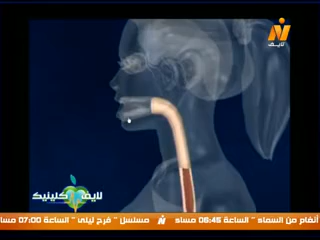 لايف
لايف كلينيك
أنغام من السماء " الساعة 06:45 مساء
مسلسل " فرح ليلى " الساعة 07:00 مساء